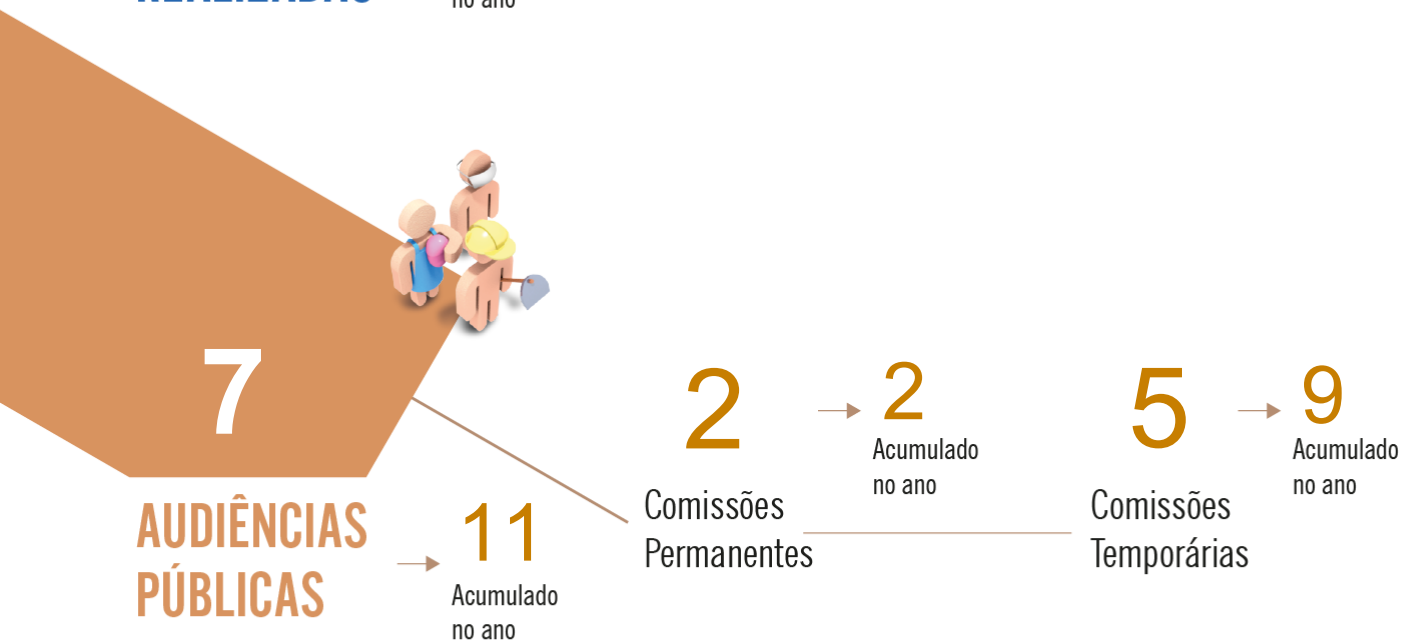 no ano
7
AUDIÊNCIAS
PÚBLICAS
11
Acumulado
no ano
2
Comissões
Permanentes
2
Acumulado
no ano
5
Comissões
Temporárias
9
Acumulado
no ano